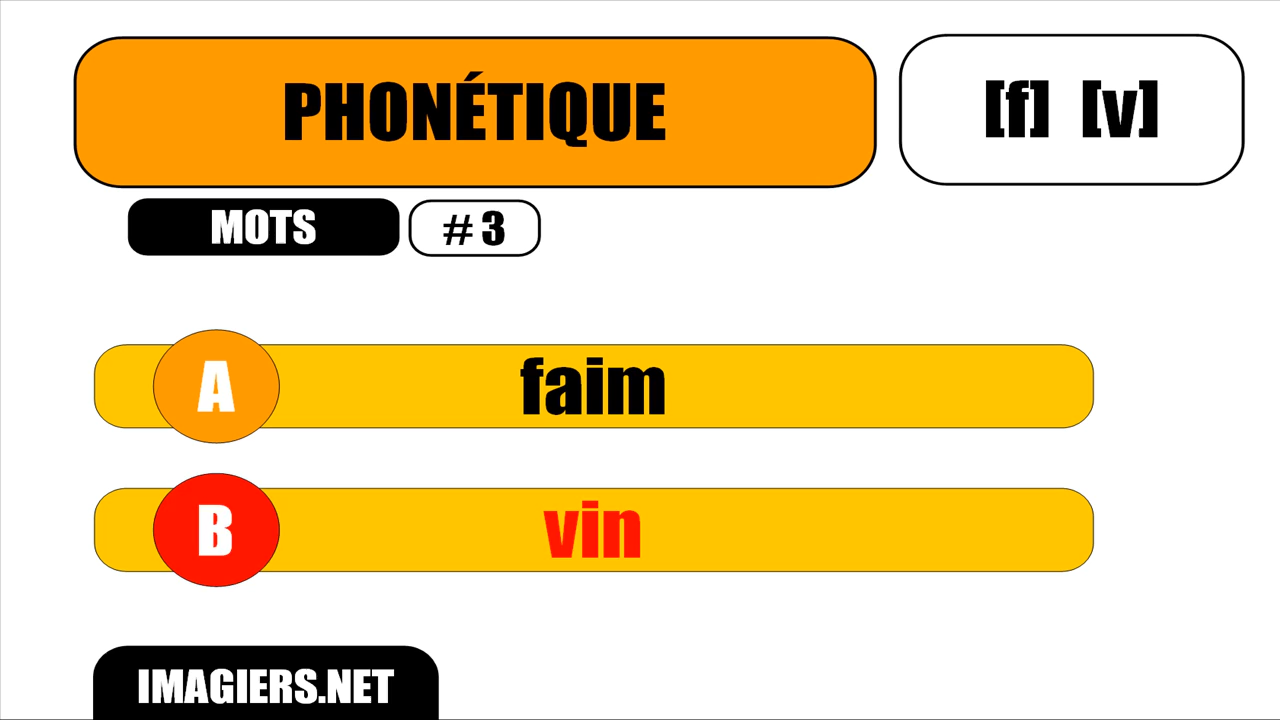 PHONÉTIQUE
[f] [v]
MOTS
# 3
A
faim
B
vin
IMAGIERS.NET